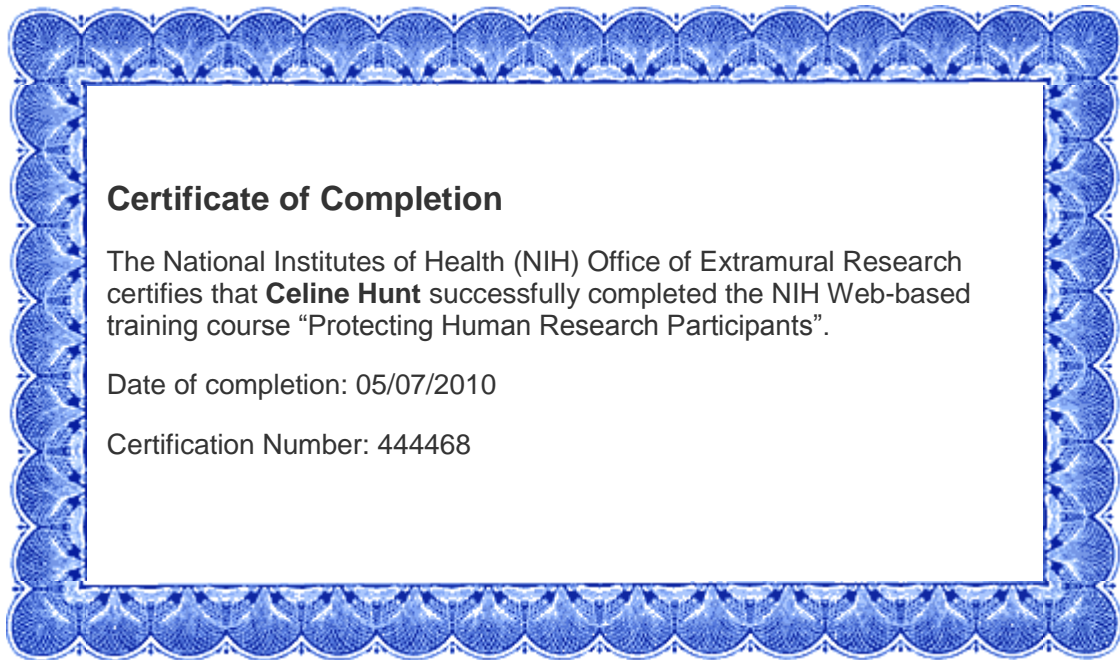 Certificate of Completion
The National Institutes of Health (NIH) Office of Extramural Research
certifies that Celine Hunt successfully completed the NIH Web-based
training course “Protecting Human Research Participants”.
Date of completion: 05/07/2010
Certification Number: 444468